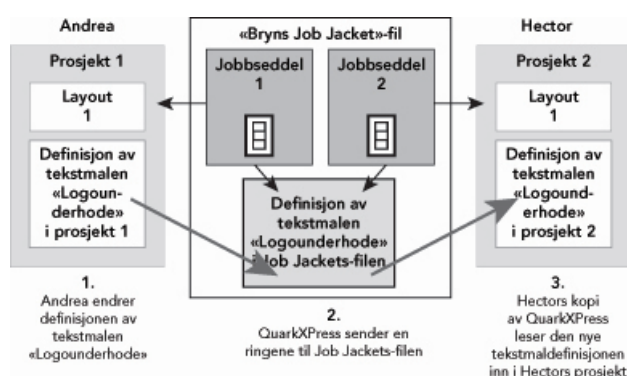 Andrea
«Bryns Job Jacket»-fil
Hector
Prosjekt 1
Layout
1
Definisjon av
tekstmalen
«Logoun-
derhode»
i prosjekt 1
Jobbseddel
1
Jobbseddel
2
Definisjon av
tekstmalen
«Logounderhode»
i Job Jackets-filen
Prosjekt 2
Layout
1
Definisjon av
tekstmalen
«Logound-
erhode»
i prosjekt 2
1.
Andrea endrer
definisjonen av
tekstmalen
«Logounderhode»
2.
QuarkXPress sender en
ringene til Job Jackets-filen
3.
Hectors kopi
av QuarkXPress
leser den nye
tekstmaldefinisjonen
inn i Hectors prosjekt